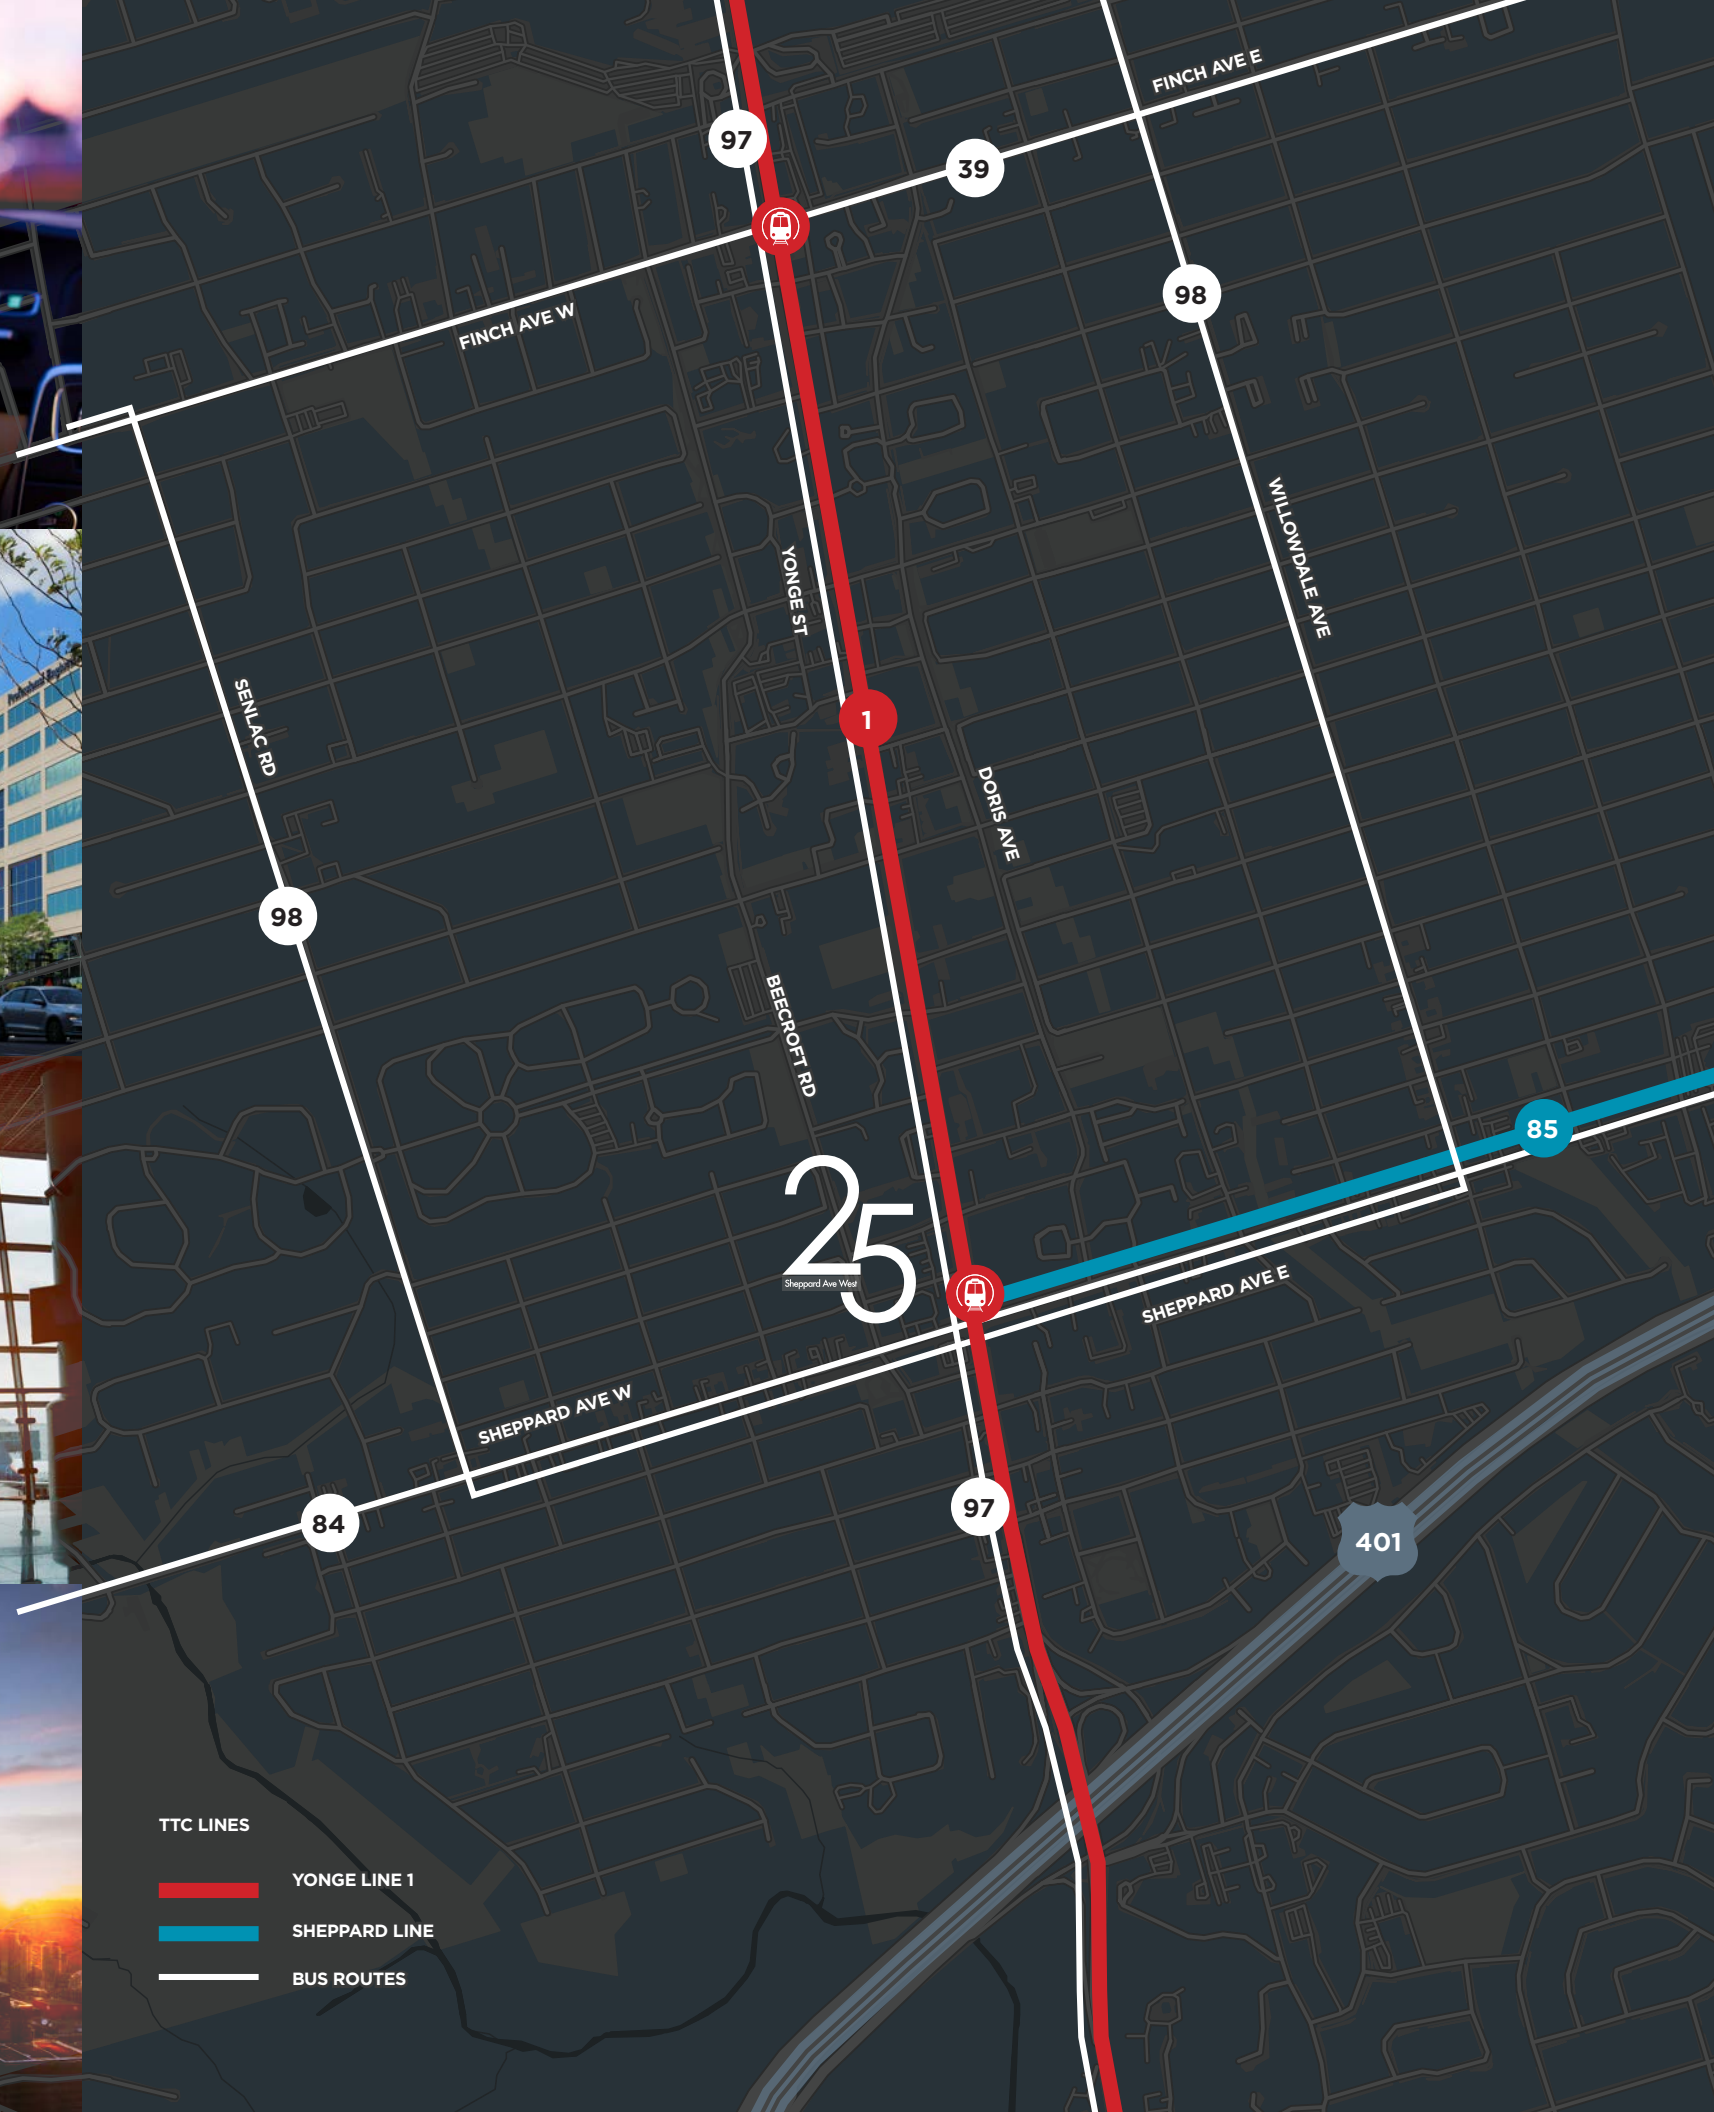 FINCH AVE E
97
39
98
FINCH AVE W
WILLOWDALE AVE
YONGE ST
SENLAC RD
1
DORIS AVE
98
BEECROFT RD
85
25
Sheppard Ave West
SHEPPARD AVE E
SHEPPARD AVE W
97
84
401
TTC LINES
YONGE LINE 1
SHEPPARD LINE
BUS ROUTES